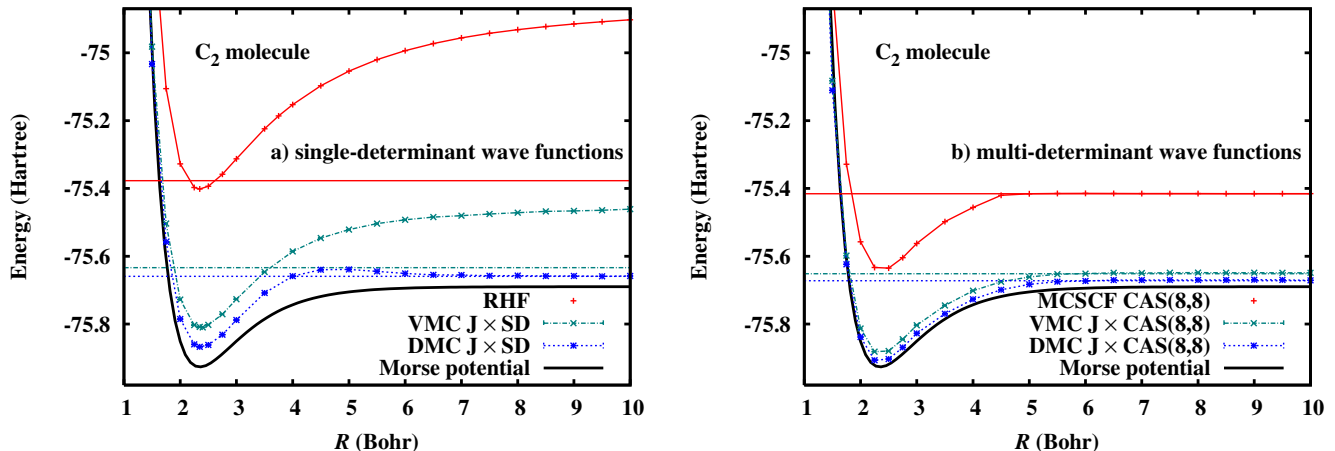 C2 molecule
a) single-determinant wave functions
RHF
VMC J × SD
DMC J × SD
Morse potential
Energy (Hartree)
-75
-75.2
-75.4
-75.6
-75.8
1 2 3 4 5 6 7 8 9 10
R (Bohr)
C2 molecule
b) multi-determinant wave functions
MCSCF CAS(8,8)
VMC J × CAS(8,8)
DMC J × CAS(8,8)
Morse potential
Energy (Hartree)
-75
-75.2
-75.4
-75.6
-75.8
1 2 3 4 5 6 7 8 9 10
R (Bohr)